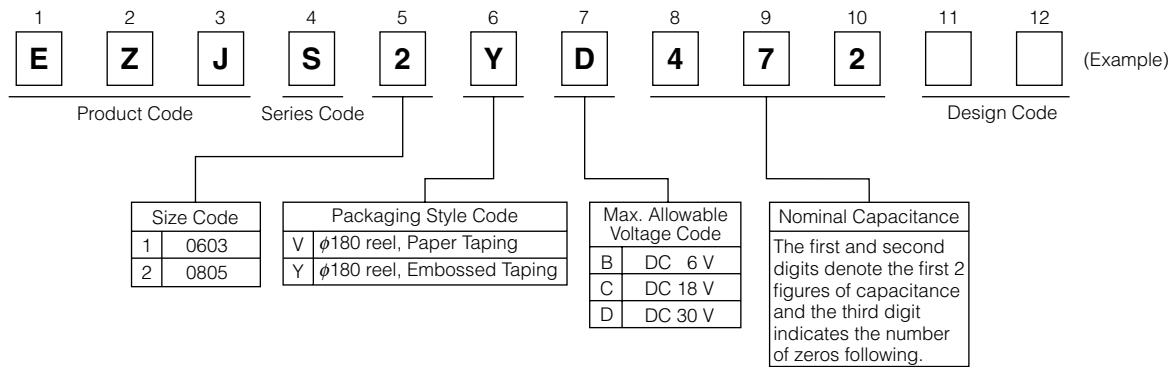 1 2 3 4 5 6 7 8 9 10 11 12
E Z J S 2 Y D 4 7 2 (Example)
Product Code Series Code Design Code
Size Code
1 0603
2 0805
Packaging Style Code
V ϕ180 reel, Paper Taping
Y ϕ180 reel, Embossed Taping
Max. Allowable
Voltage Code
B DC 6 V
C DC 18 V
D DC 30 V
Nominal Capacitance
The first and second
digits denote the first 2
figures of capacitance
and the third digit
indicates the number
of zeros following.